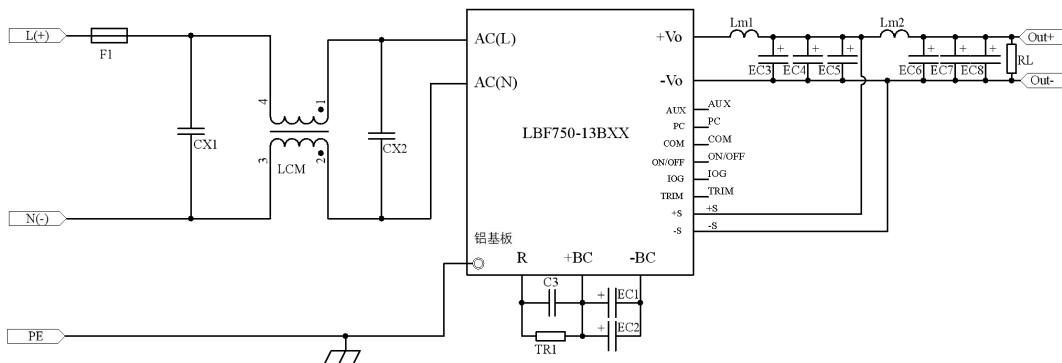 L(+)
F1
CX1
4
1
3
2
LCM
CX2
N(-)
PE
AC(L)
AC(N)
LBF750-13BXX
铝基板
R
+BC
-BC
C3
TR1
+
EC1
+
EC2
+Vo
-Vo
AUX
AUX
PC
PC
COM
COM
ON/OFF
ON/OFF
IOG
IOG
TRIM
TRIM
+S
+S
-S
-S
Lm1
+
+
+
EC3
EC4
EC5
Lm2
+
+
+
EC6
EC7
EC8
RL
Out+
Out-